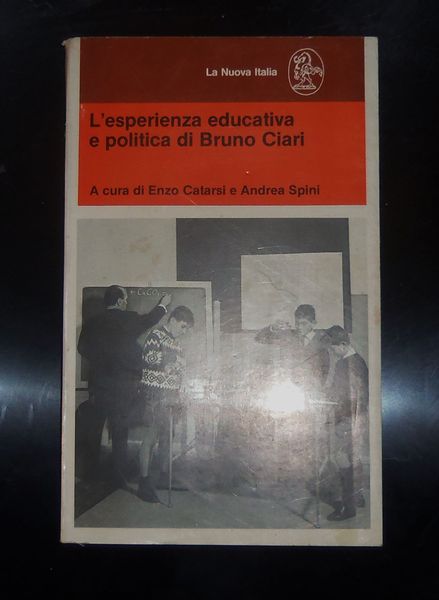 La Nuova Italia
L'esperienza educativa
e politica di Bruno Ciari
A cura di Enzo Catarsi e Andrea Spini